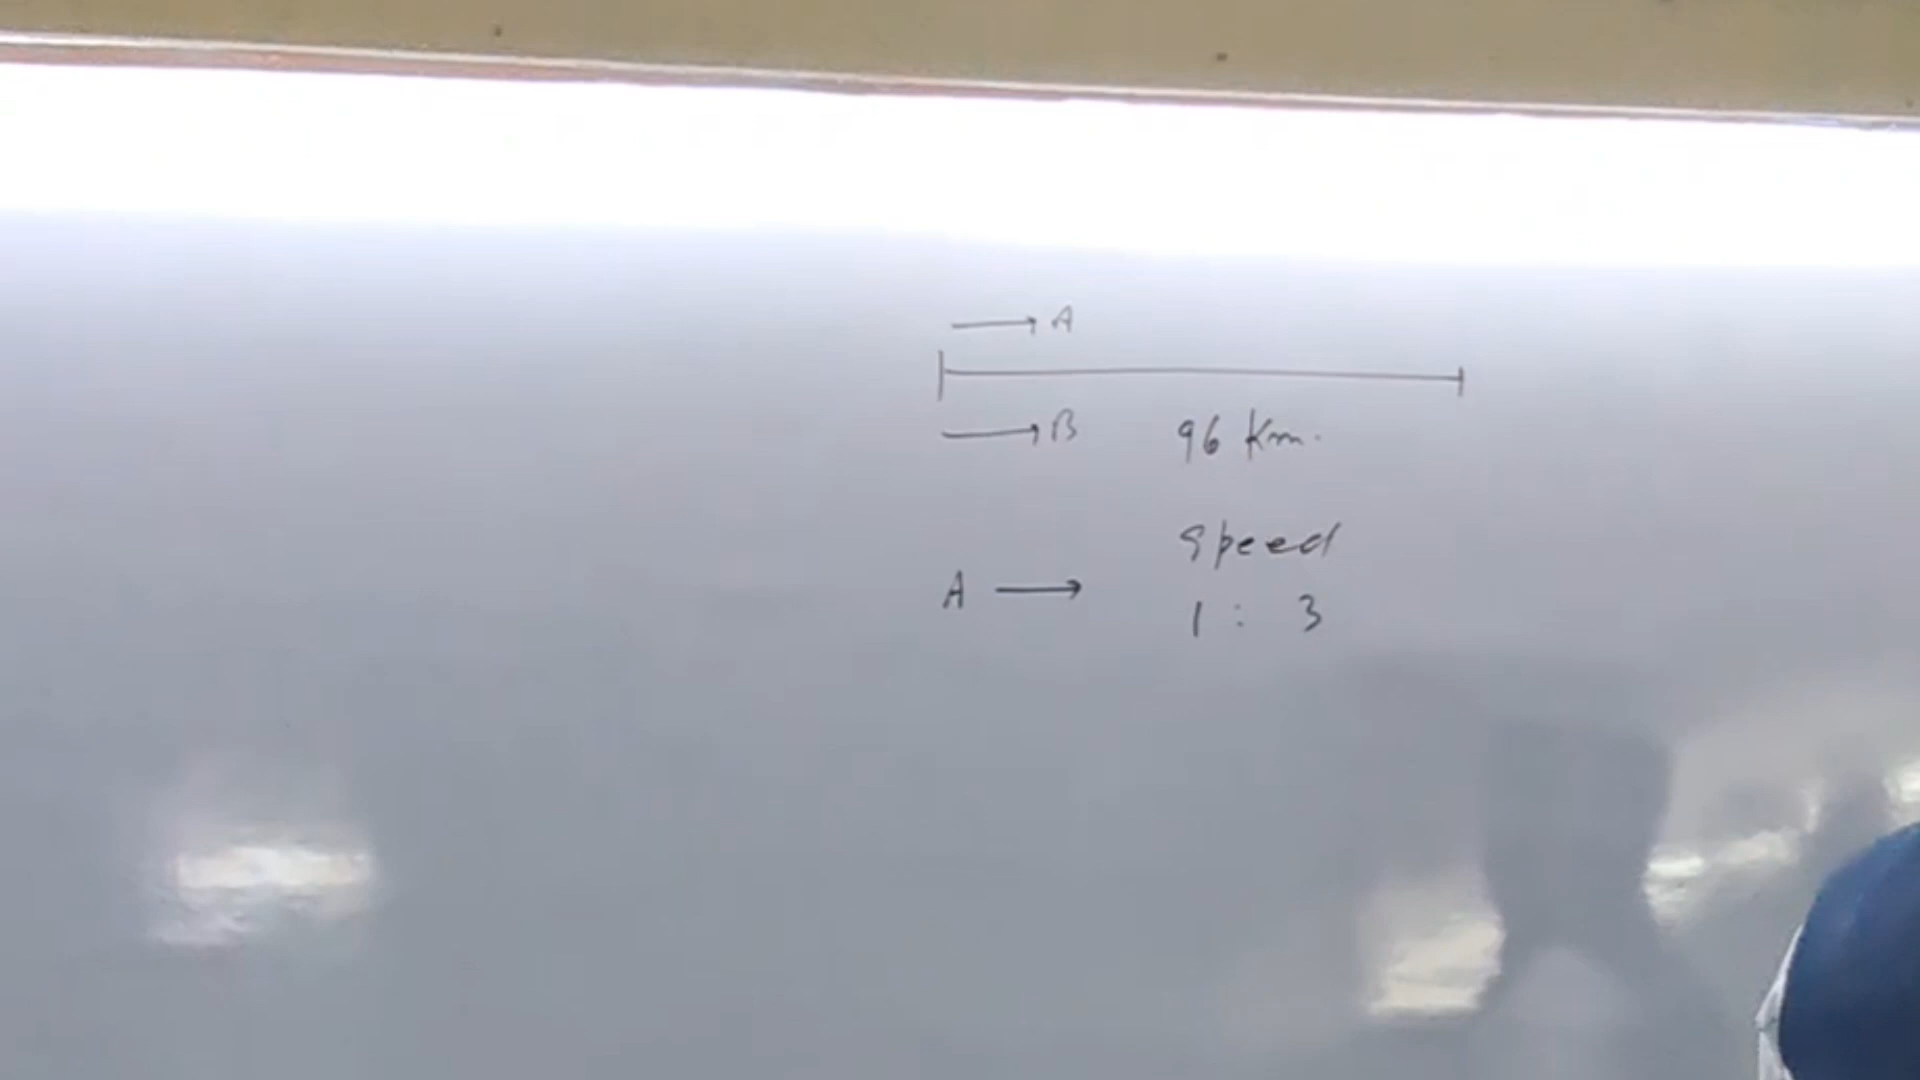 → A
→ B 96 Km.
Speed
A → 1 : 3